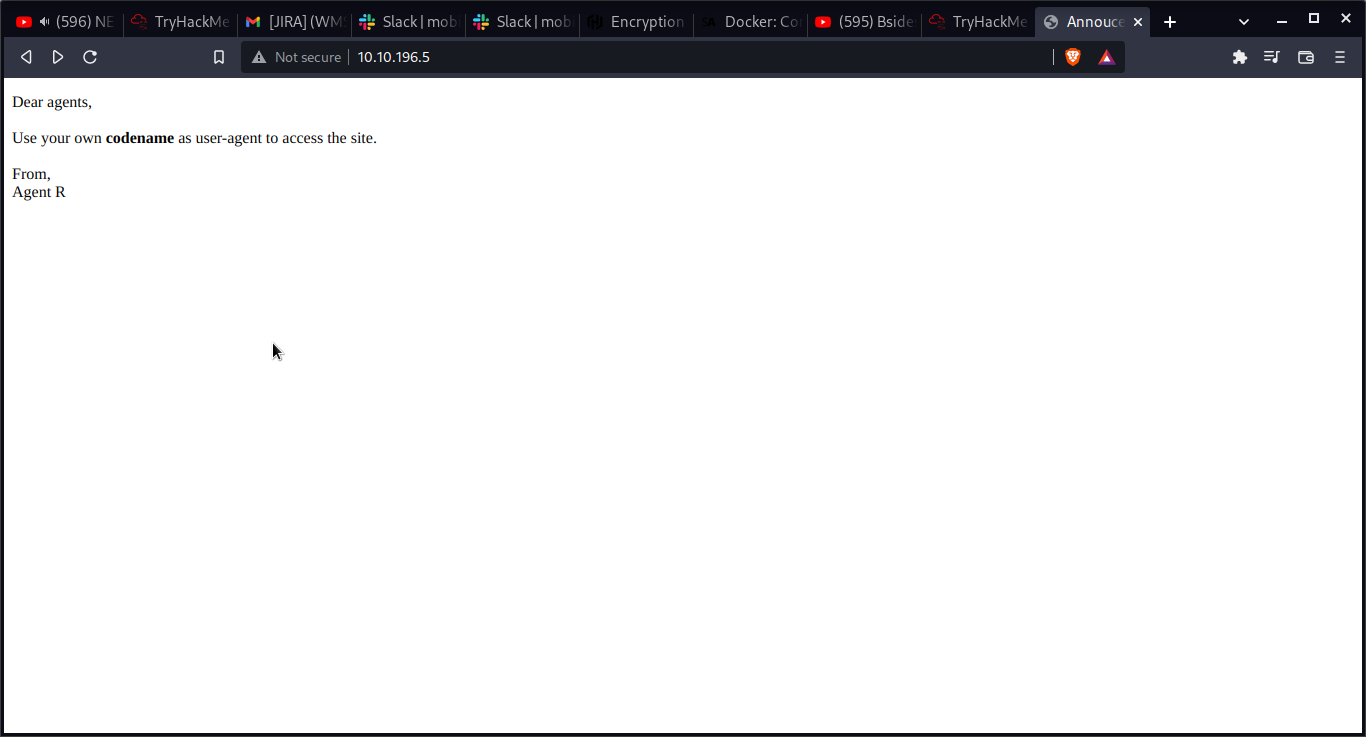 (596) NE
TryHackMe
[JIRA] (WM
Slack | mob
Slack | mob
Encryption
Docker: Co
(595) Bside
TryHackMe
Annouce
Not secure
10.10.196.5
Dear agents,
Use your own codename as user-agent to access the site.
From,
Agent R